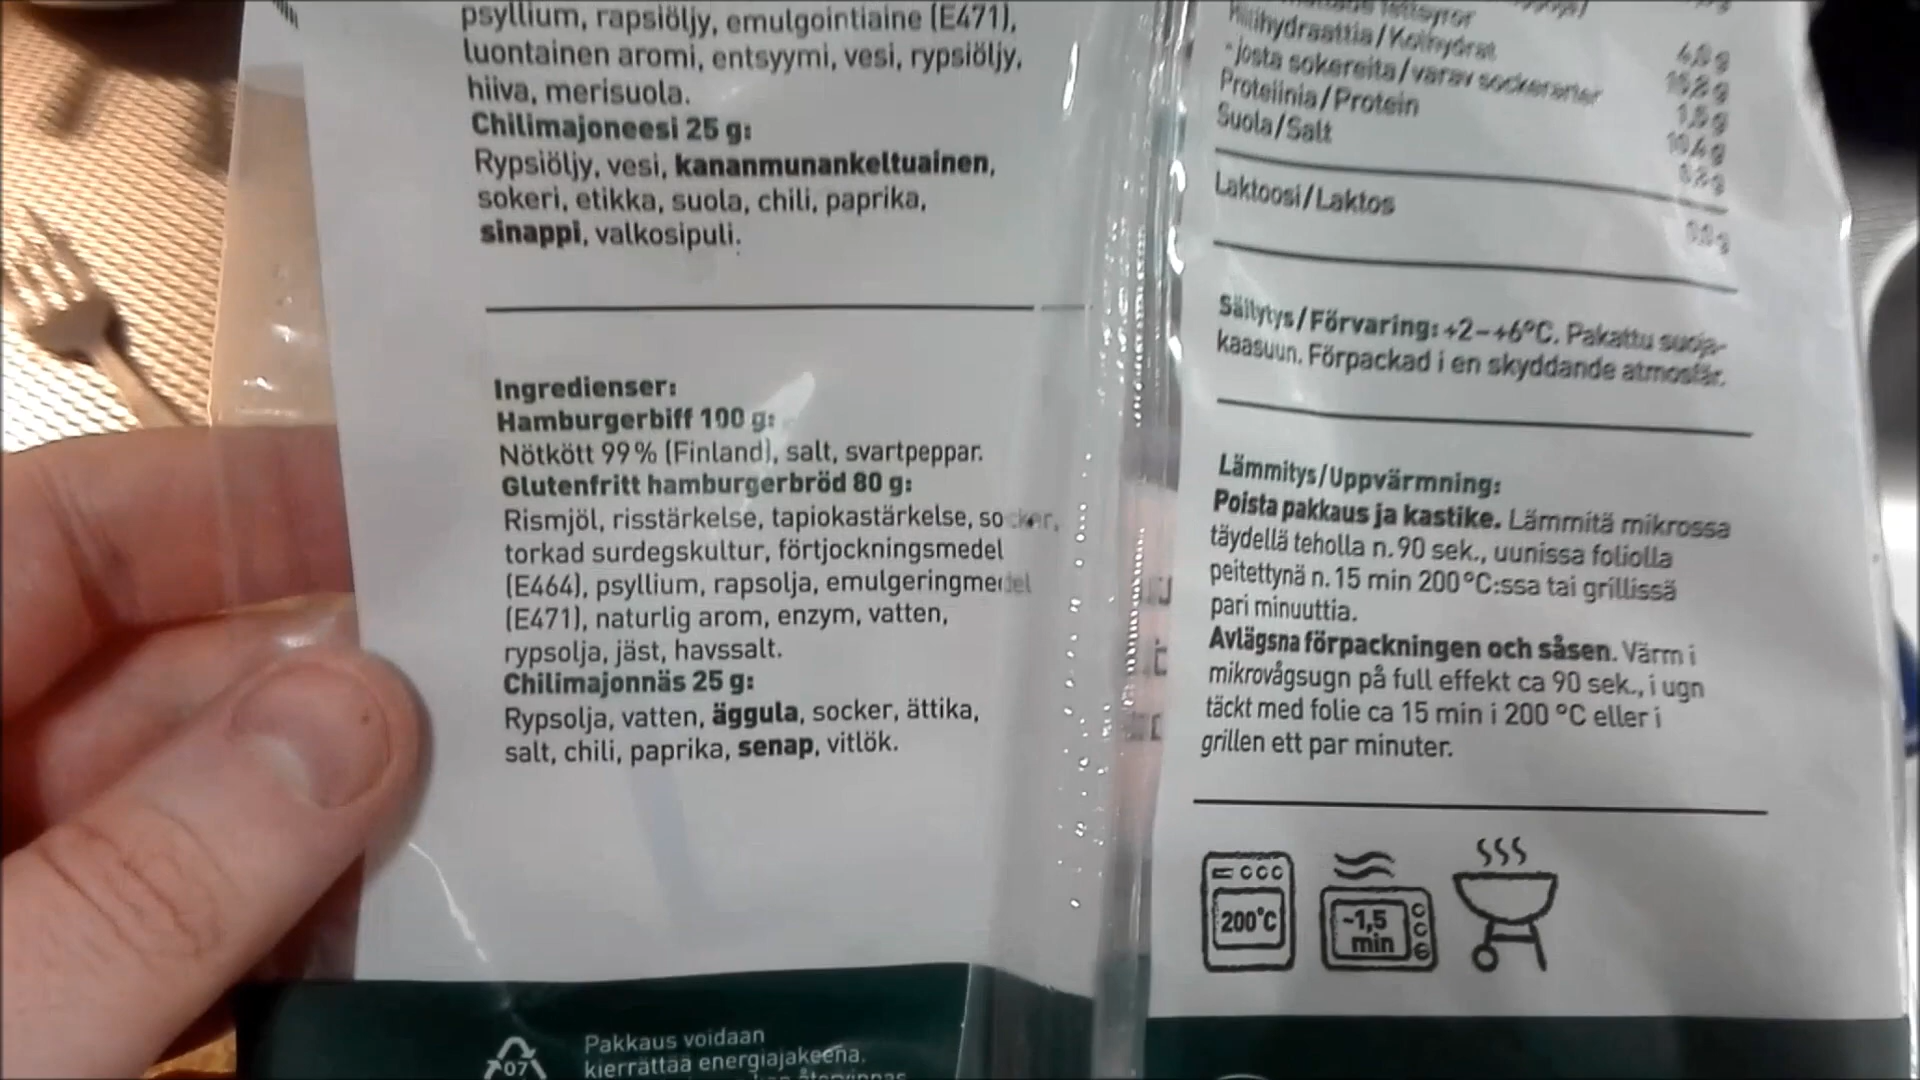 psyllium, rapsiöljy, emulgointiaine (E471),
luontainen aromi, entsyymi, vesi, rypsiöljy,
hiiva, merisuola.
Chilimajoneesi 25 g:
Rypsiöljy, vesi, kananmunankeltuainen,
sokeri, etikka, suola, chili, paprika,
sinappi, valkosipuli.
Ingredienser:
Hamburgerbiff 100 g:
Nötkött 99 % (Finland), salt, svartpeppar.
Glutenfritt hamburgerbröd 80 g:
Rismjöl, risstärkelse, tapiokastärkelse, socker,
torkad surdegskultur, förtjockningsmedel
(E464), psyllium, rapsolja, emulgeringmedel
(E471), naturlig arom, enzym, vatten,
rypsolja, jäst, havssalt.
Chilimajonnäs 25 g:
Rypsolja, vatten, äggula, socker, ättika,
salt, chili, paprika, senap, vitlök.
Pakkaus voidaan
kierrättää energiajakeena.
07
Hiilihydraattia/Kolhydrat
- josta sokereita/varav sockerarter
Proteiinia/Protein
Suola/Salt
Laktoosi/Laktos
Säilytys/Förvaring: +2–+6°C. Pakattu suoja-
kaasuun. Förpackad i en skyddande atmosfär.
Lämmitys/Uppvärmning:
Poista pakkaus ja kastike. Lämmitä mikrossa
täydellä teholla n. 90 sek., uunissa foliolla
peitettynä n. 15 min 200 °C:ssa tai grillissä
pari minuuttia.
Avlägsna förpackningen och såsen. Värm i
mikrovågsugn på full effekt ca 90 sek., i ugn
täckt med folie ca 15 min i 200 °C eller i
grillen ett par minuter.
200°C
~1,5
min